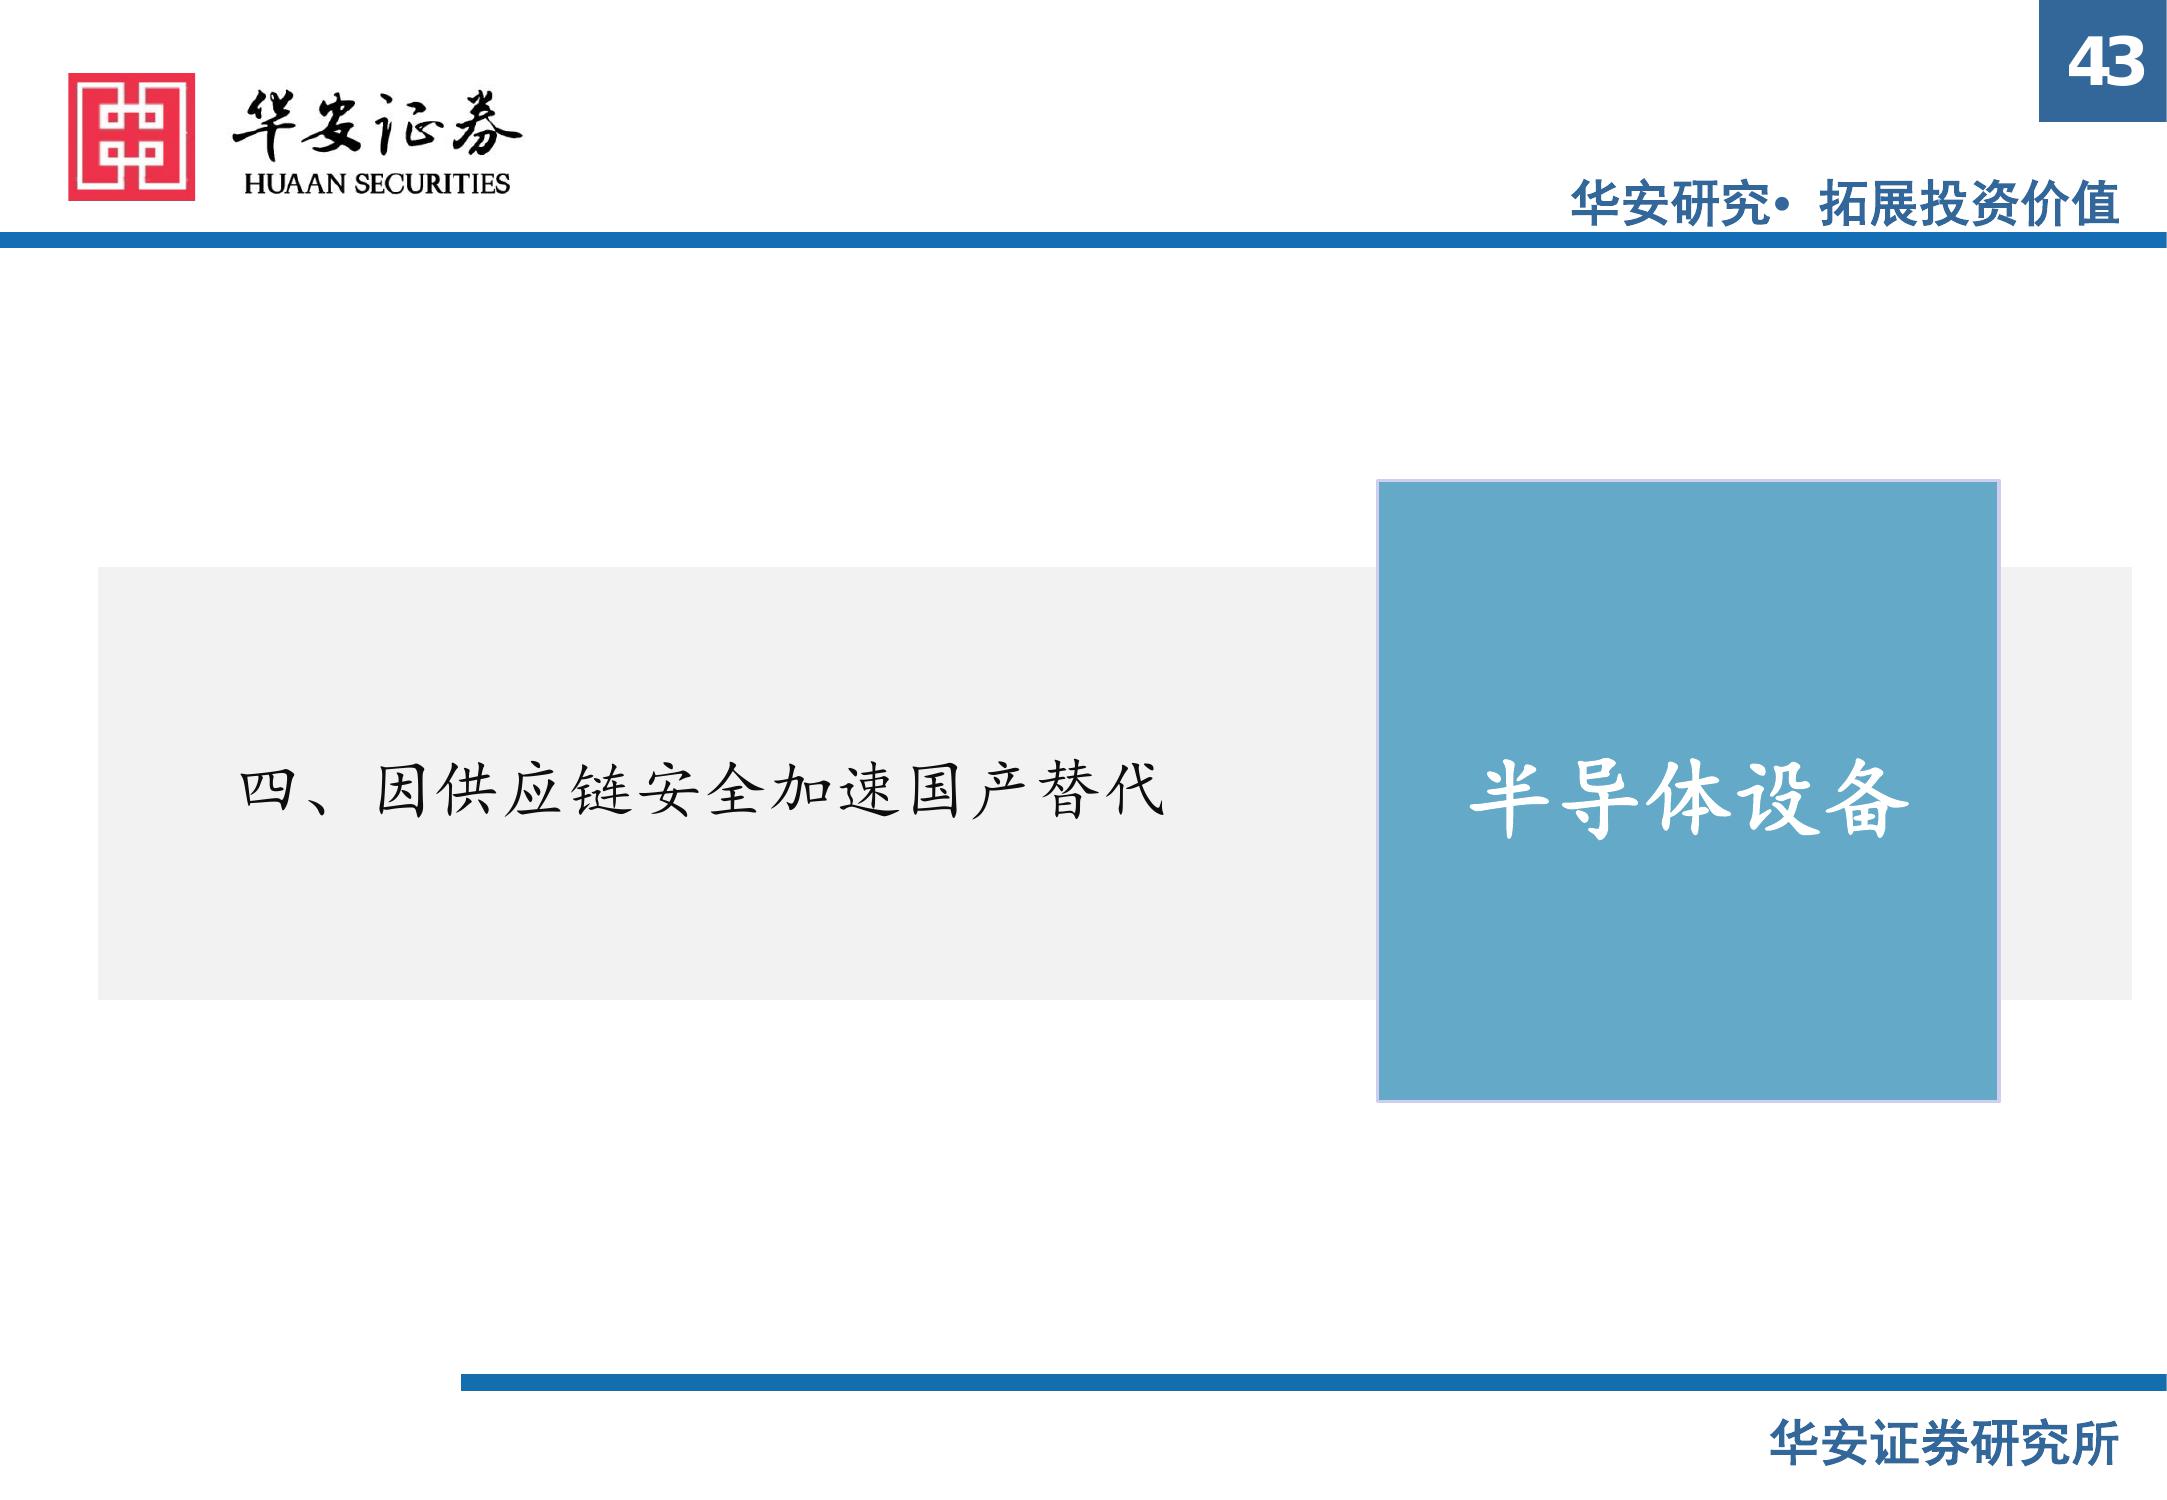 43
华安证券
HUAAN SECURITIES
华安研究• 拓展投资价值
四、因供应链安全加速国产替代
半导体设备
华安证券研究所